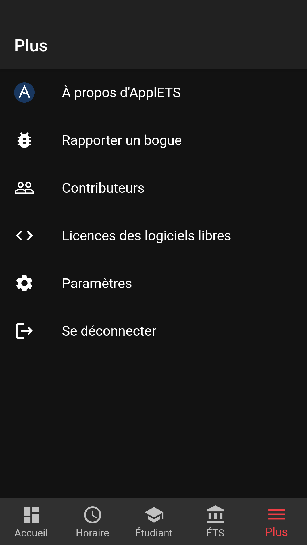 Plus
À propos d'ApplETS
Rapporter un bogue
Contributeurs
Licences des logiciels libres
Paramètres
Se déconnecter
Accueil
Horaire
Étudiant
ÉTS
Plus